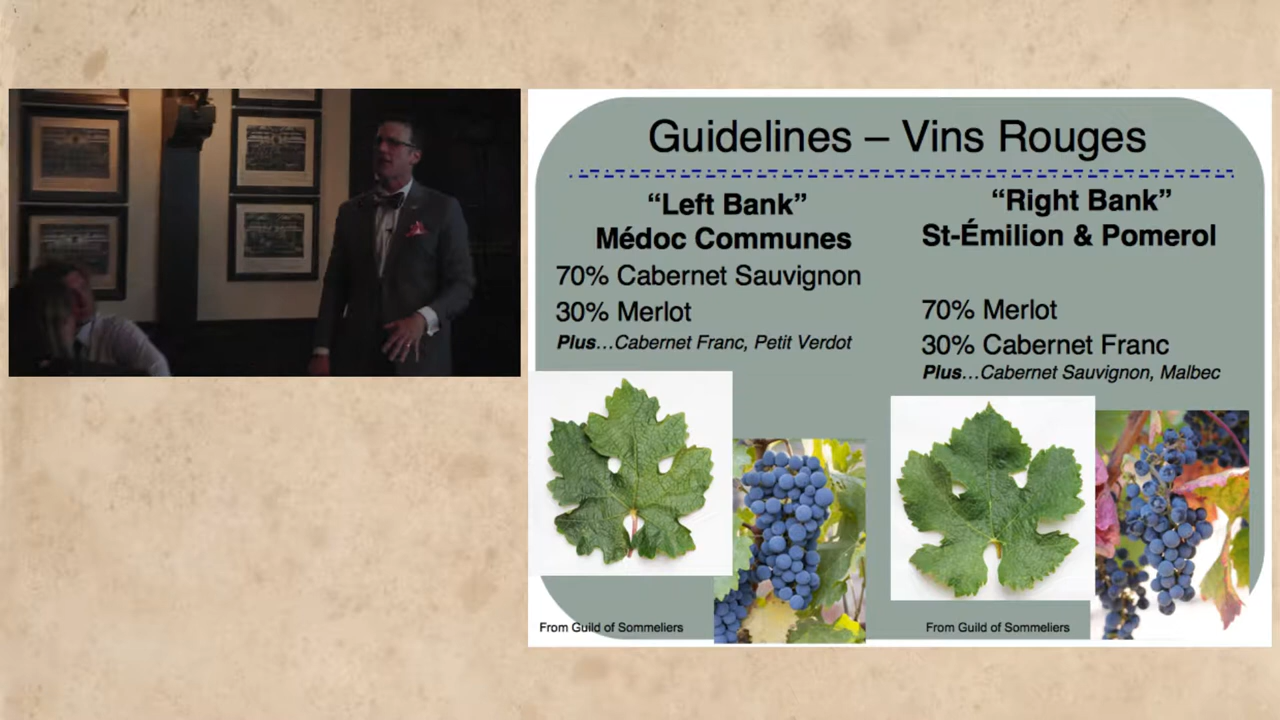 Guidelines – Vins Rouges
“Left Bank”
Médoc Communes
70% Cabernet Sauvignon
30% Merlot
Plus…Cabernet Franc, Petit Verdot
From Guild of Sommeliers
“Right Bank”
St-Émilion & Pomerol
70% Merlot
30% Cabernet Franc
Plus…Cabernet Sauvignon, Malbec
From Guild of Sommeliers